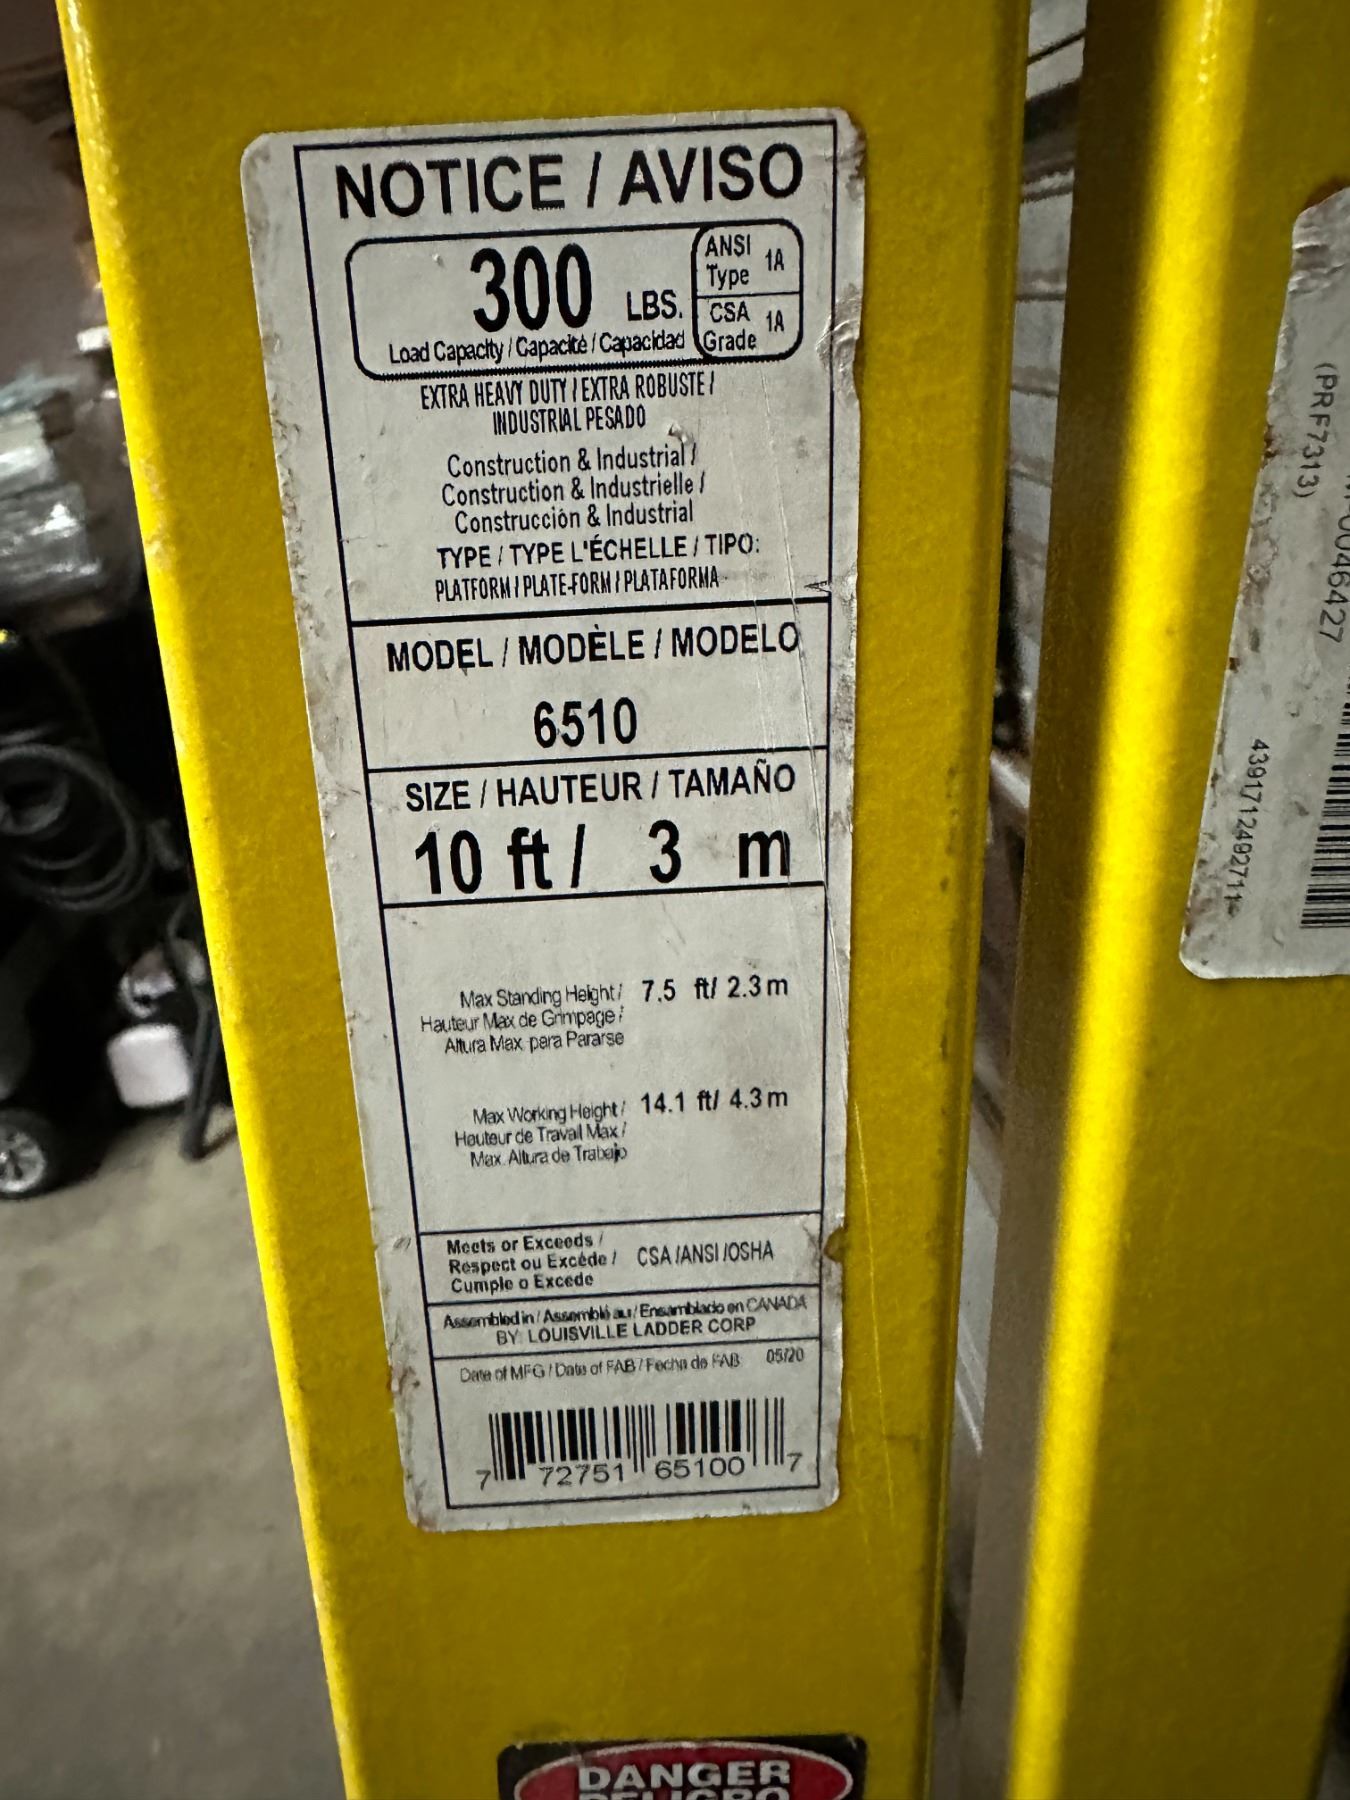 NOTICE / AVISO
300 LBS.
Load Capacity / Capacité / Capacidad
ANSI Type 1A
CSA Grade 1A
EXTRA HEAVY DUTY / EXTRA ROBUSTE /
INDUSTRIAL PESADO
Construction & Industrial /
Construction & Industrielle /
Construcción & Industrial
TYPE / TYPE L'ÉCHELLE / TIPO:
PLATFORM / PLATE-FORM / PLATAFORMA
MODEL / MODÈLE / MODELO
6510
SIZE / HAUTEUR / TAMAÑO
10 ft / 3 m
Max Standing Height / 7.5 ft/ 2.3 m
Hauteur Max de Grimpage /
Altura Max. para Pararse
Max Working Height / 14.1 ft/ 4.3 m
Hauteur de Travail Max /
Max. Altura de Trabajo
Meets or Exceeds /
Respect ou Excéde / CSA /ANSI /OSHA
Cumple o Excede
Assembled in / Assemblé au / Ensamblado en CANADA
BY: LOUISVILLE LADDER CORP
Date of MFG / Date of FAB / Fecha de FAB 05/20
7 72751 65100 7
DANGER
PELIGRO
(PRF7313)
0046427
4391712492711